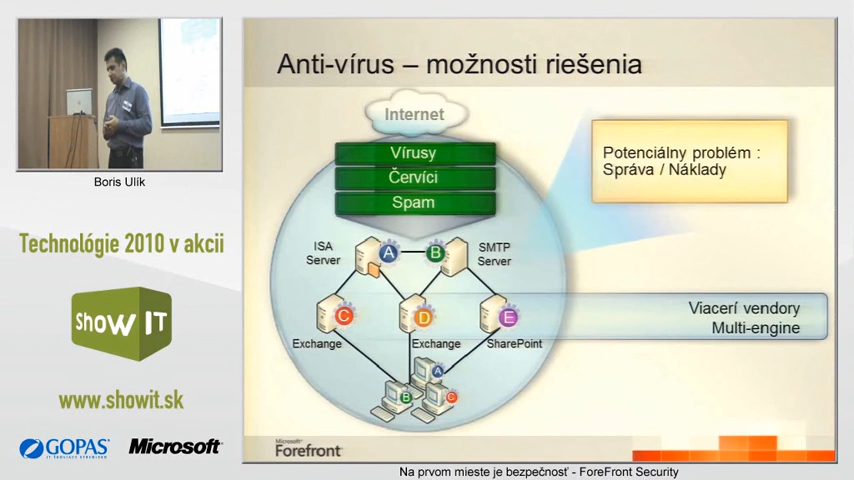 Boris Ulík
Technológie 2010 v akcii
ShoW IT
www.showit.sk
GOPAS
Microsoft
Anti-vírus – možnosti riešenia
Internet
Vírusy
Červíci
Spam
Potenciálny problém :
Správa / Náklady
ISA
Server
A
B
SMTP
Server
C
D
E
Exchange
Exchange
SharePoint
Viacerí vendory
Multi-engine
A
B
C
Microsoft
Forefront
Na prvom mieste je bezpečnosť - ForeFront Security